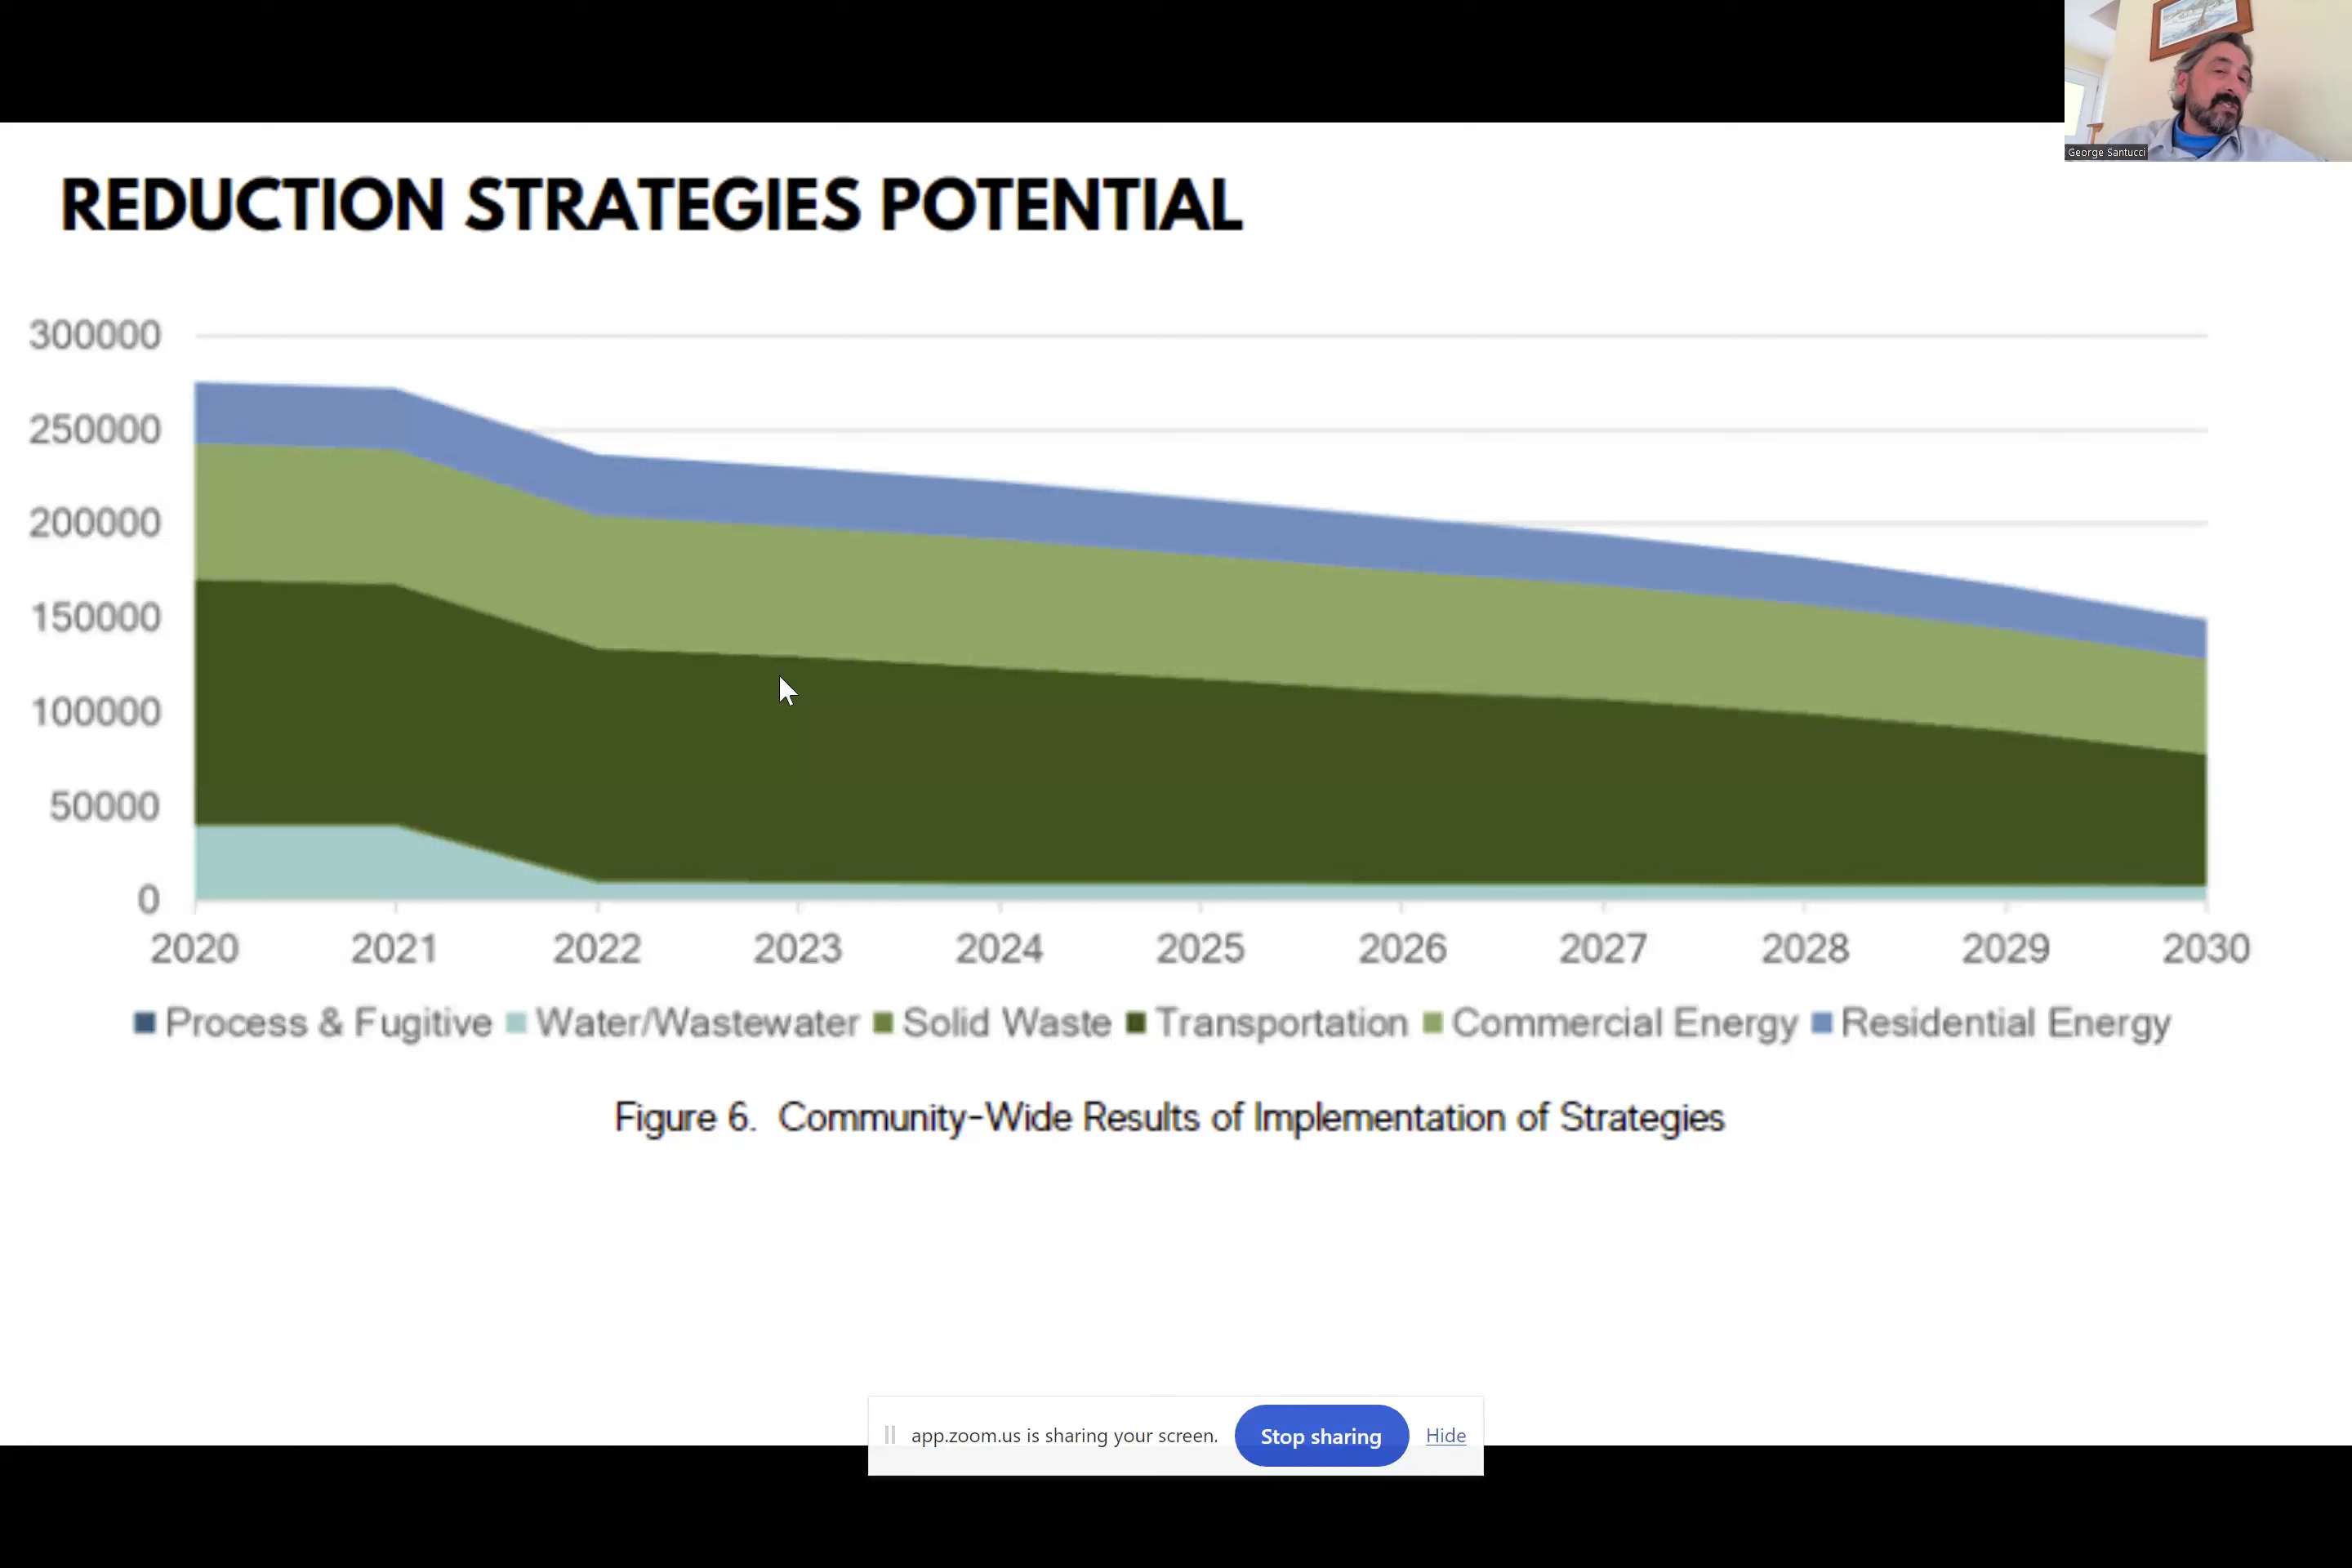 George Santucci
REDUCTION STRATEGIES POTENTIAL
300000
250000
200000
150000
100000
50000
0
2020 2021 2022 2023 2024 2025 2026 2027 2028 2029 2030
Process & Fugitive Water/Wastewater Solid Waste Transportation Commercial Energy Residential Energy
Figure 6. Community-Wide Results of Implementation of Strategies
app.zoom.us is sharing your screen. Stop sharing Hide